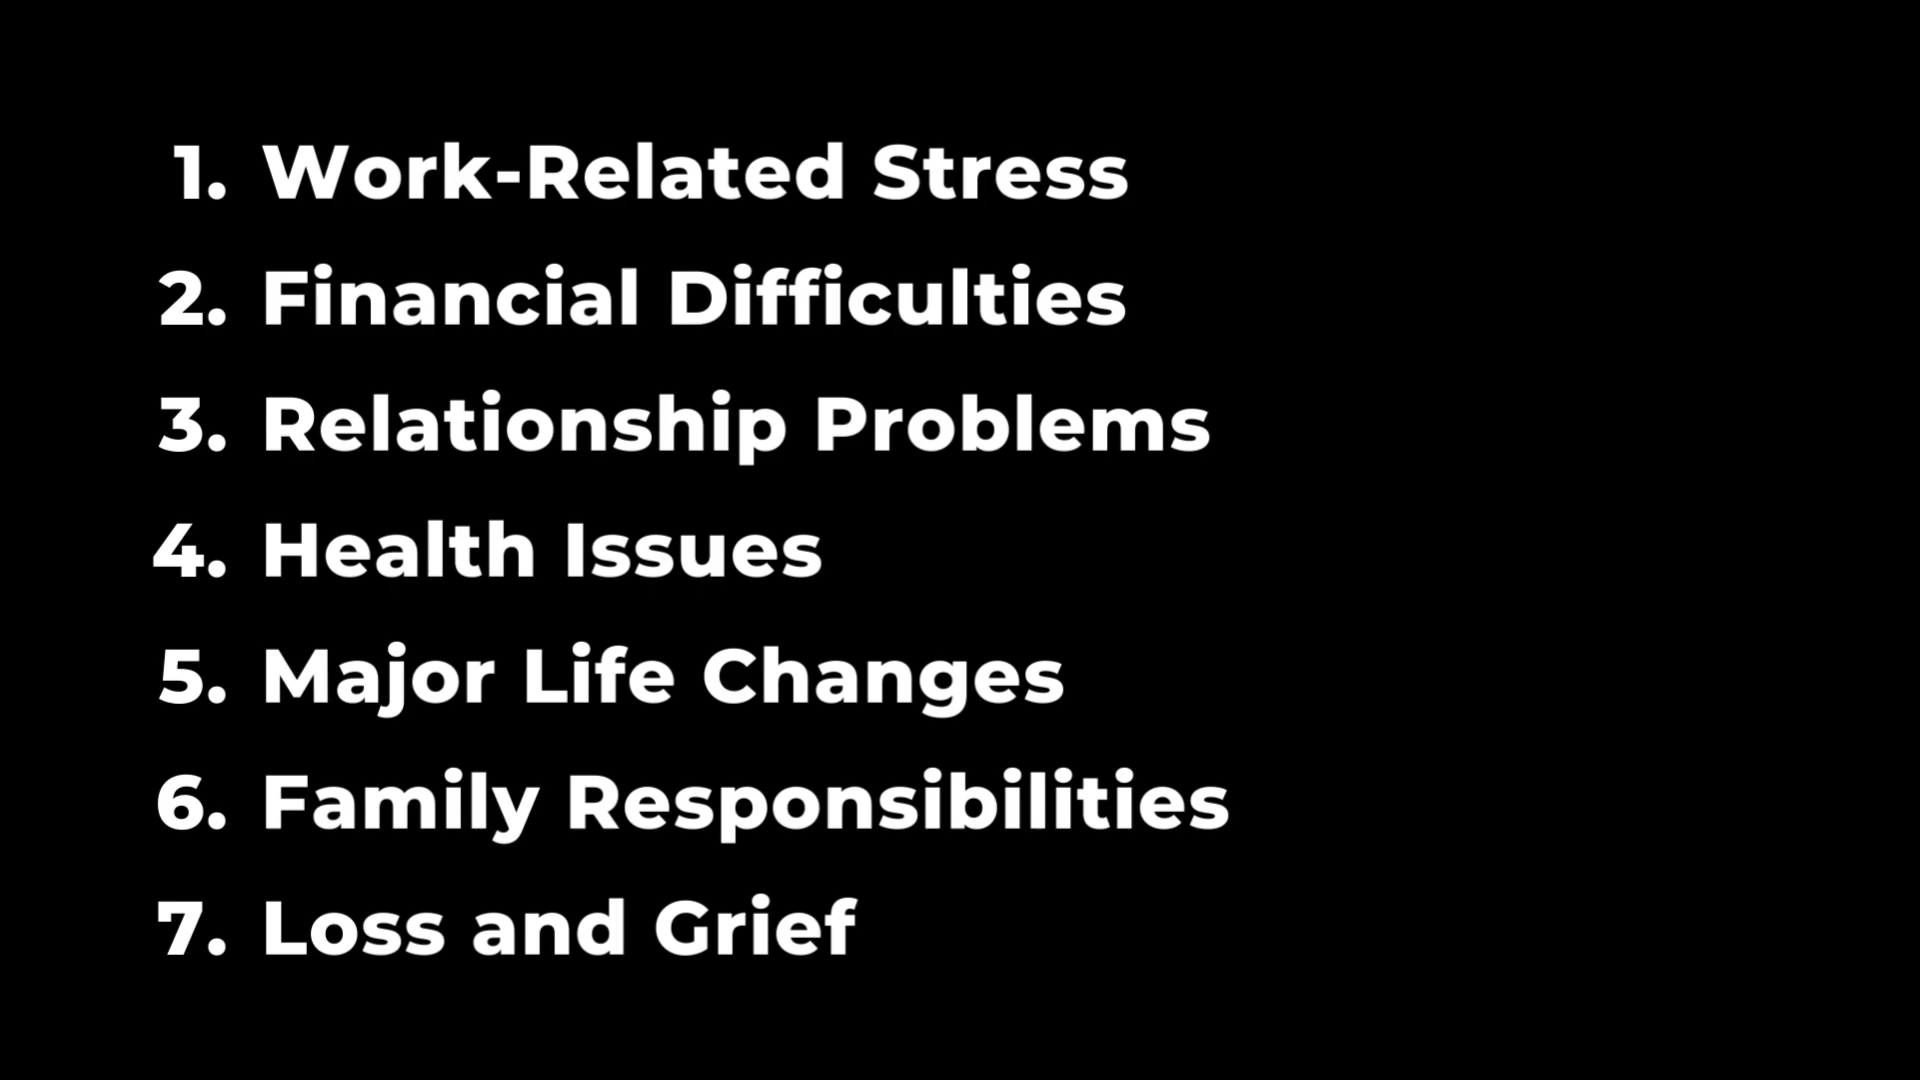 1. Work-Related Stress
2. Financial Difficulties
3. Relationship Problems
4. Health Issues
5. Major Life Changes
6. Family Responsibilities
7. Loss and Grief